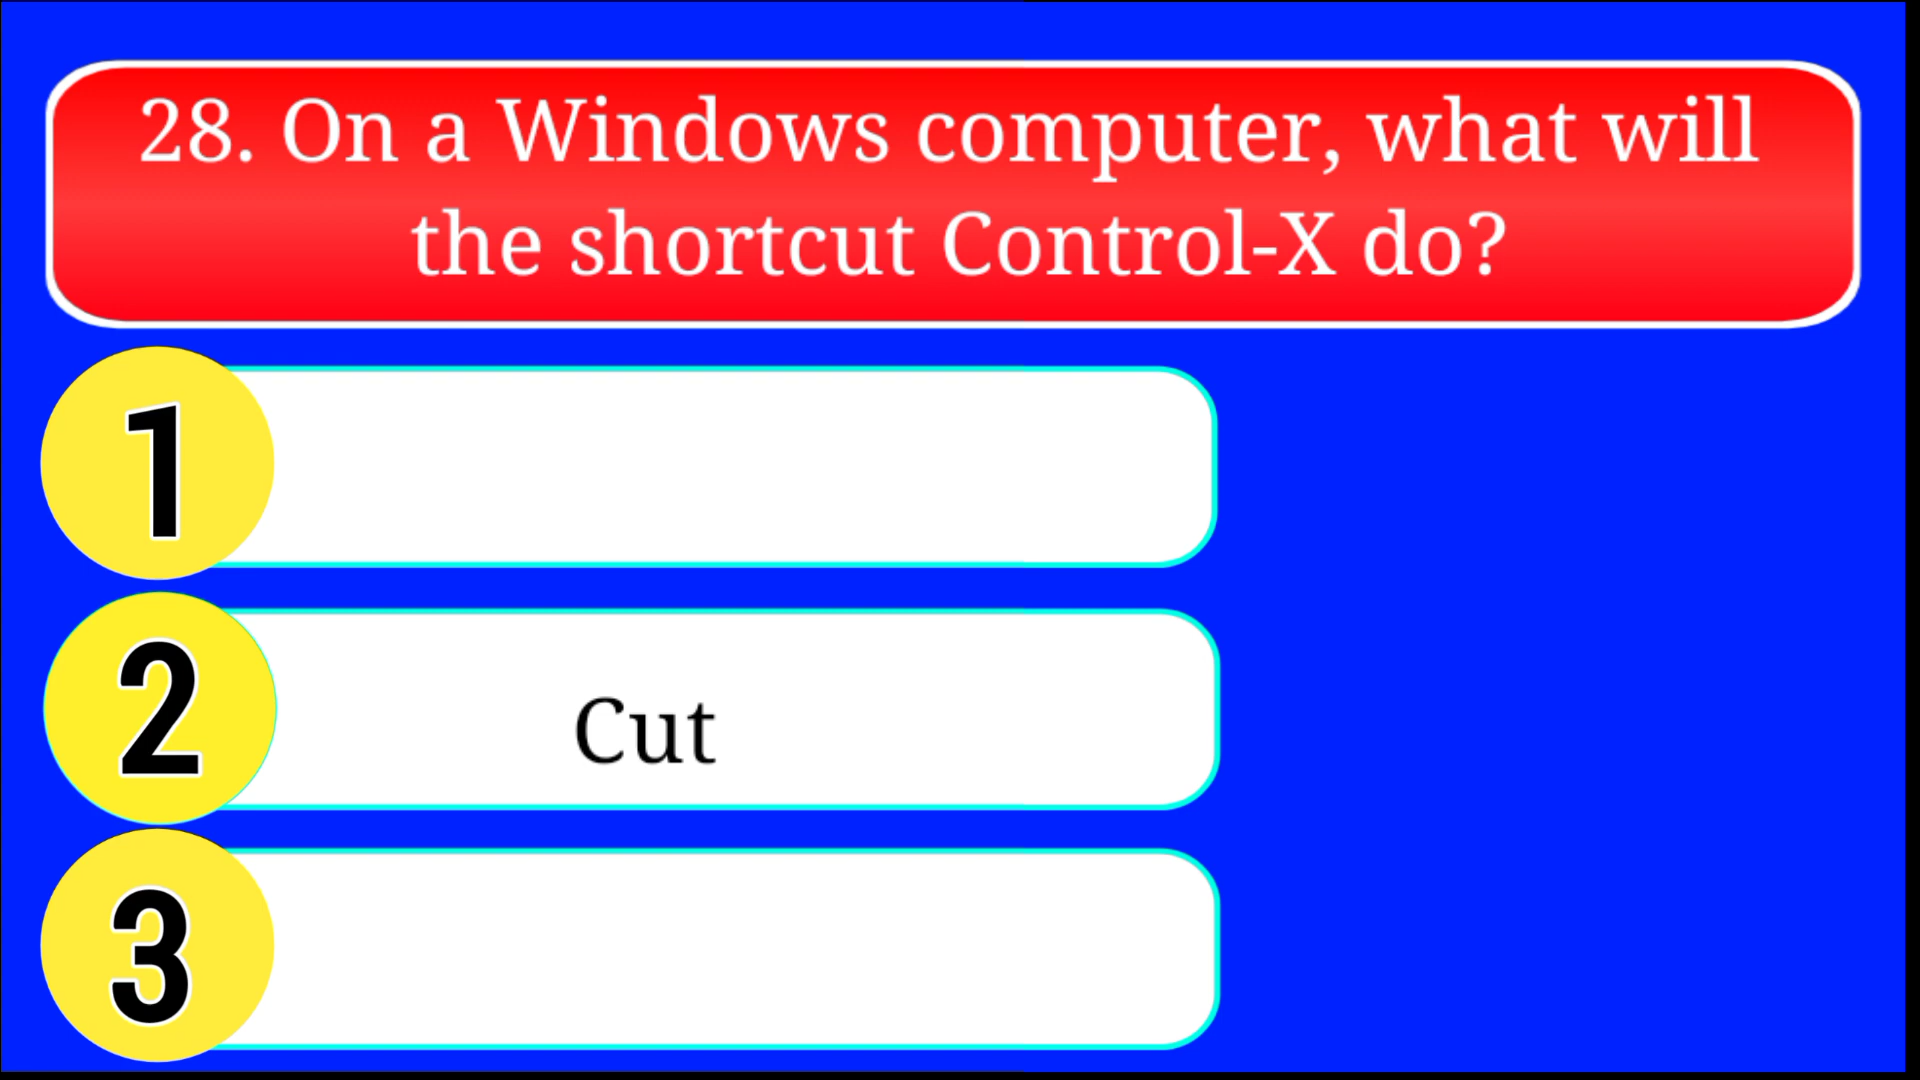 28. On a Windows computer, what will
the shortcut Control-X do?
1
2
Cut
3